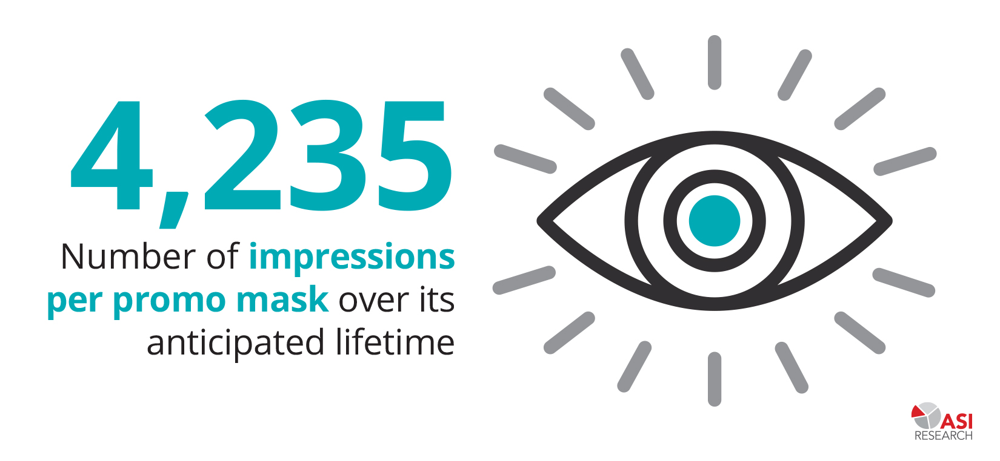 4,235
Number of impressions
per promo mask over its
anticipated lifetime
ASI
RESEARCH